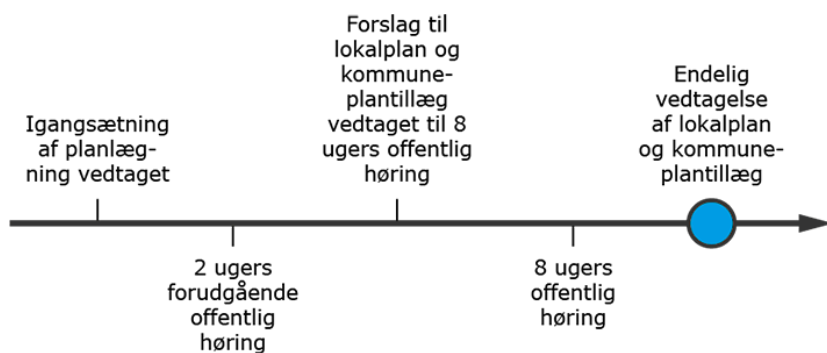 Igangsætning
af planlæg-
ning vedtaget
2 ugers
forudgående
offentlig
høring
Forslag til
lokalplan og
kommune-
plantillæg
vedtaget til 8
ugers offentlig
høring
8 ugers
offentlig
høring
Endelig
vedtagelse
af lokalplan
og kommune-
plantillæg